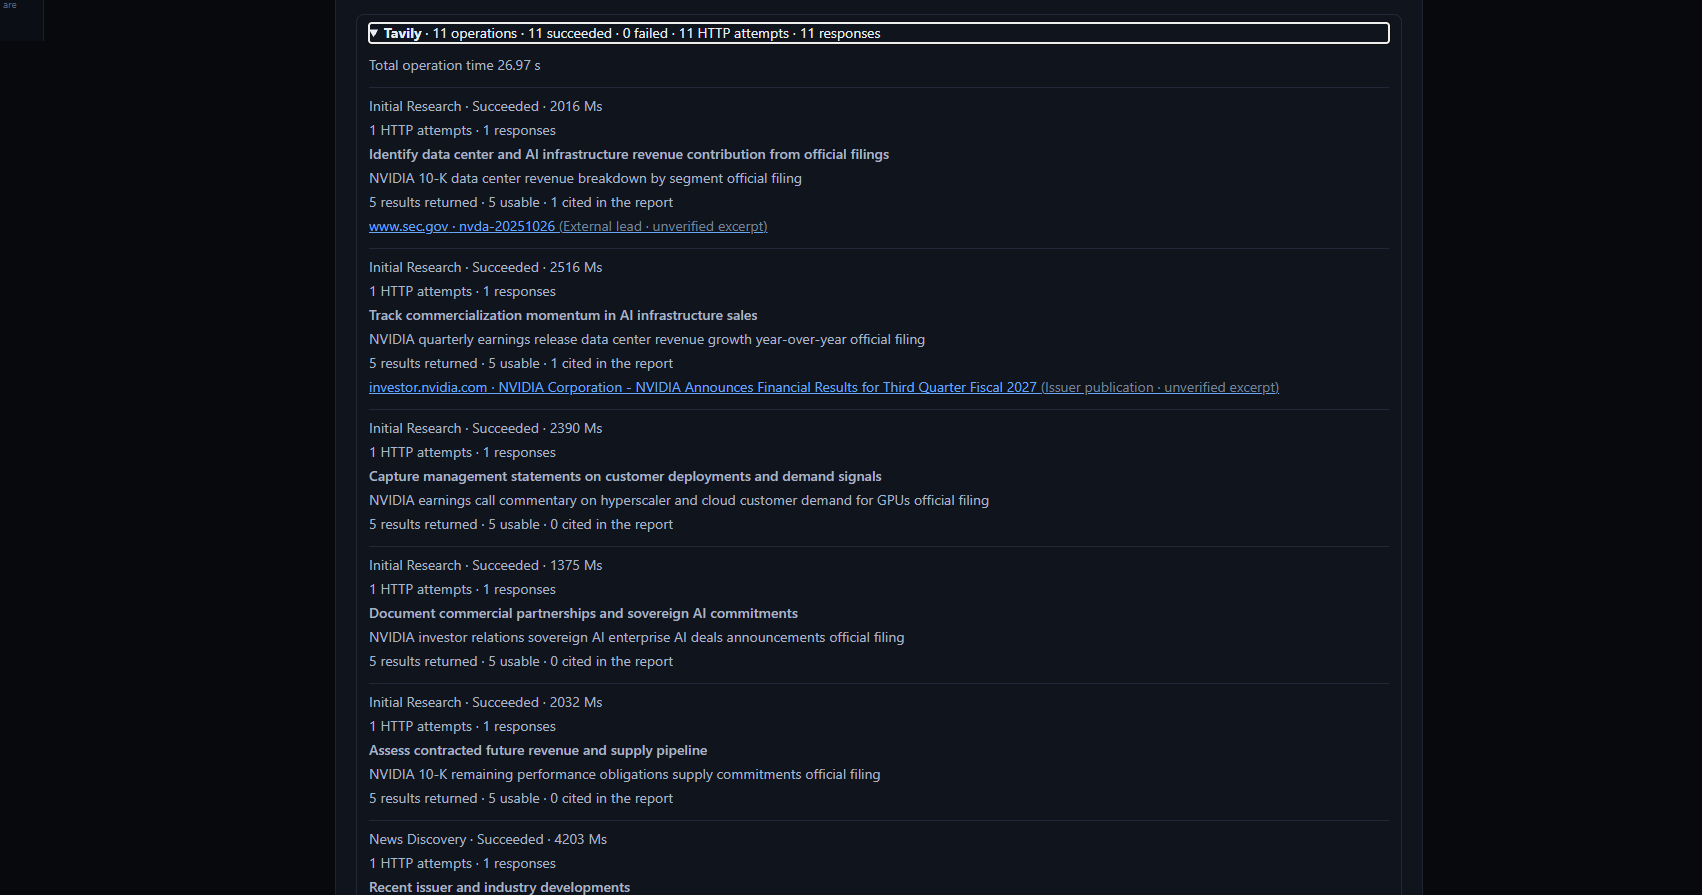 are
Tavily · 11 operations · 11 succeeded · 0 failed · 11 HTTP attempts · 11 responses
Total operation time 26.97 s
Initial Research · Succeeded · 2016 Ms
1 HTTP attempts · 1 responses
Identify data center and AI infrastructure revenue contribution from official filings
NVIDIA 10-K data center revenue breakdown by segment official filing
5 results returned · 5 usable · 1 cited in the report
www.sec.gov · nvda-20251026 (External lead · unverified excerpt)
Initial Research · Succeeded · 2516 Ms
1 HTTP attempts · 1 responses
Track commercialization momentum in AI infrastructure sales
NVIDIA quarterly earnings release data center revenue growth year-over-year official filing
5 results returned · 5 usable · 1 cited in the report
investor.nvidia.com · NVIDIA Corporation - NVIDIA Announces Financial Results for Third Quarter Fiscal 2027 (Issuer publication · unverified excerpt)
Initial Research · Succeeded · 2390 Ms
1 HTTP attempts · 1 responses
Capture management statements on customer deployments and demand signals
NVIDIA earnings call commentary on hyperscaler and cloud customer demand for GPUs official filing
5 results returned · 5 usable · 0 cited in the report
Initial Research · Succeeded · 1375 Ms
1 HTTP attempts · 1 responses
Document commercial partnerships and sovereign AI commitments
NVIDIA investor relations sovereign AI enterprise AI deals announcements official filing
5 results returned · 5 usable · 0 cited in the report
Initial Research · Succeeded · 2032 Ms
1 HTTP attempts · 1 responses
Assess contracted future revenue and supply pipeline
NVIDIA 10-K remaining performance obligations supply commitments official filing
5 results returned · 5 usable · 0 cited in the report
News Discovery · Succeeded · 4203 Ms
1 HTTP attempts · 1 responses
Recent issuer and industry developments